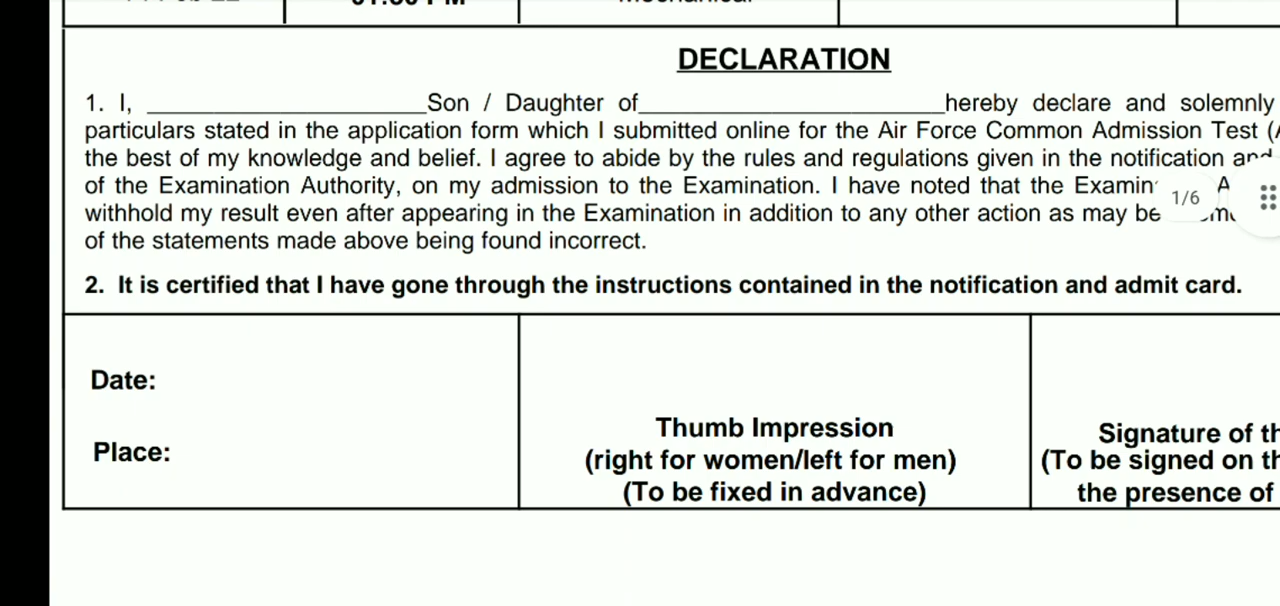 DECLARATION
1. I, _____________________Son / Daughter of_______________________hereby declare and solemnly
particulars stated in the application form which I submitted online for the Air Force Common Admission Test (
the best of my knowledge and belief. I agree to abide by the rules and regulations given in the notification and
of the Examination Authority, on my admission to the Examination. I have noted that the Examin A
1/6
withhold my result even after appearing in the Examination in addition to any other action as may be
of the statements made above being found incorrect.
2. It is certified that I have gone through the instructions contained in the notification and admit card.
Date:
Place:
Thumb Impression
(right for women/left for men)
(To be fixed in advance)
Signature of th
(To be signed on th
the presence of